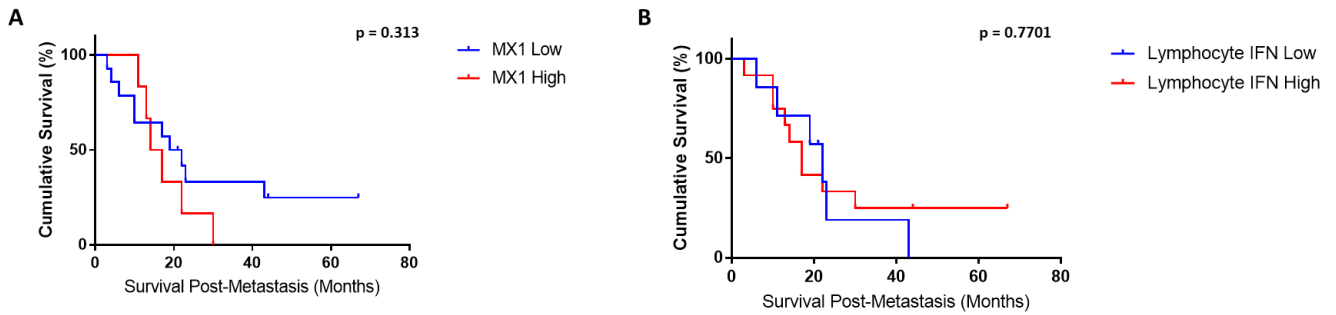 A
p = 0.313
MX1 Low
MX1 High
Cumulative Survival (%)
100
50
0
0 20 40 60 80
Survival Post-Metastasis (Months)
B
p = 0.7701
Lymphocyte IFN Low
Lymphocyte IFN High
Cumulative Survival (%)
100
50
0
0 20 40 60 80
Survival Post-Metastasis (Months)